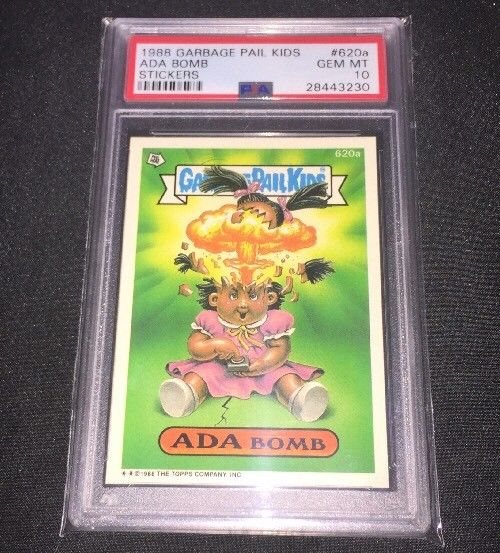 1988 GARBAGE PAIL KIDS #620a
ADA BOMB GEM MT
STICKERS 10
PSA 28443230
620a
GARBAGE PAIL KIDS
ADA BOMB
★ ★ © 1988 THE TOPPS COMPANY, INC.